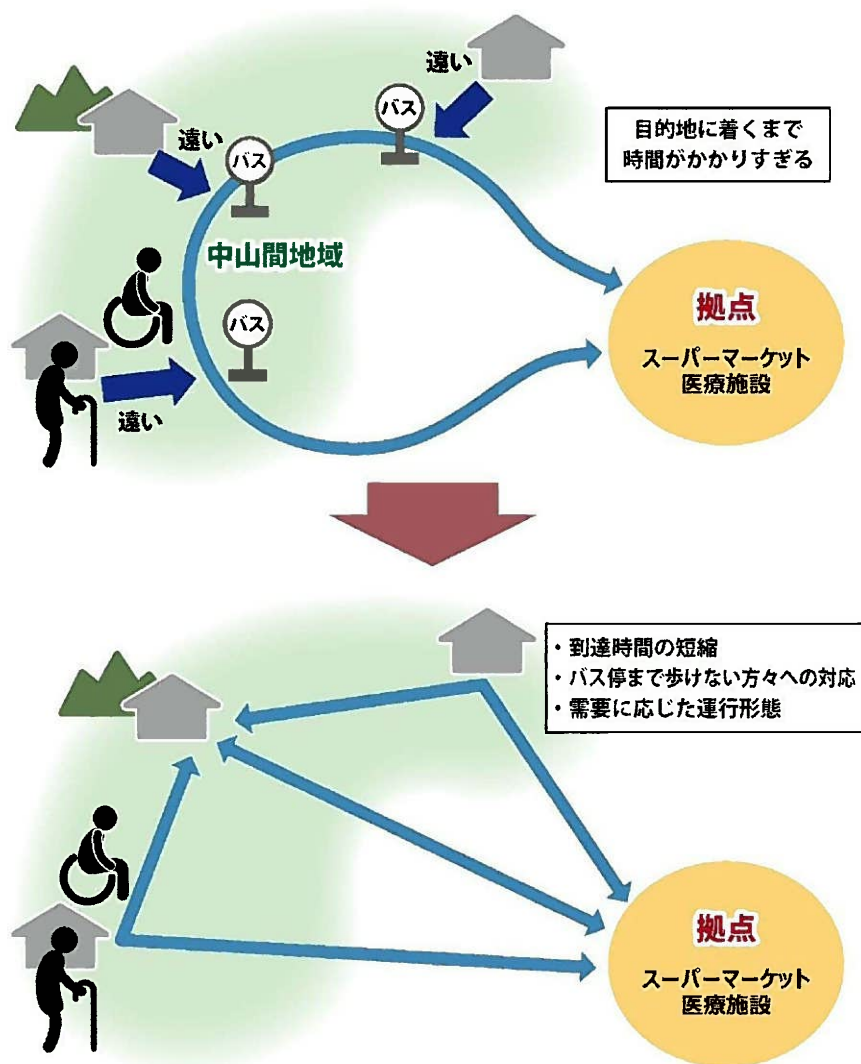 遠い
バス
遠い
バス
目的地に着くまで
時間がかかりすぎる
中山間地域
バス
遠い
拠点
スーパーマーケット
医療施設
・到達時間の短縮
・バス停まで歩けない方々への対応
・需要に応じた運行形態
拠点
スーパーマーケット
医療施設